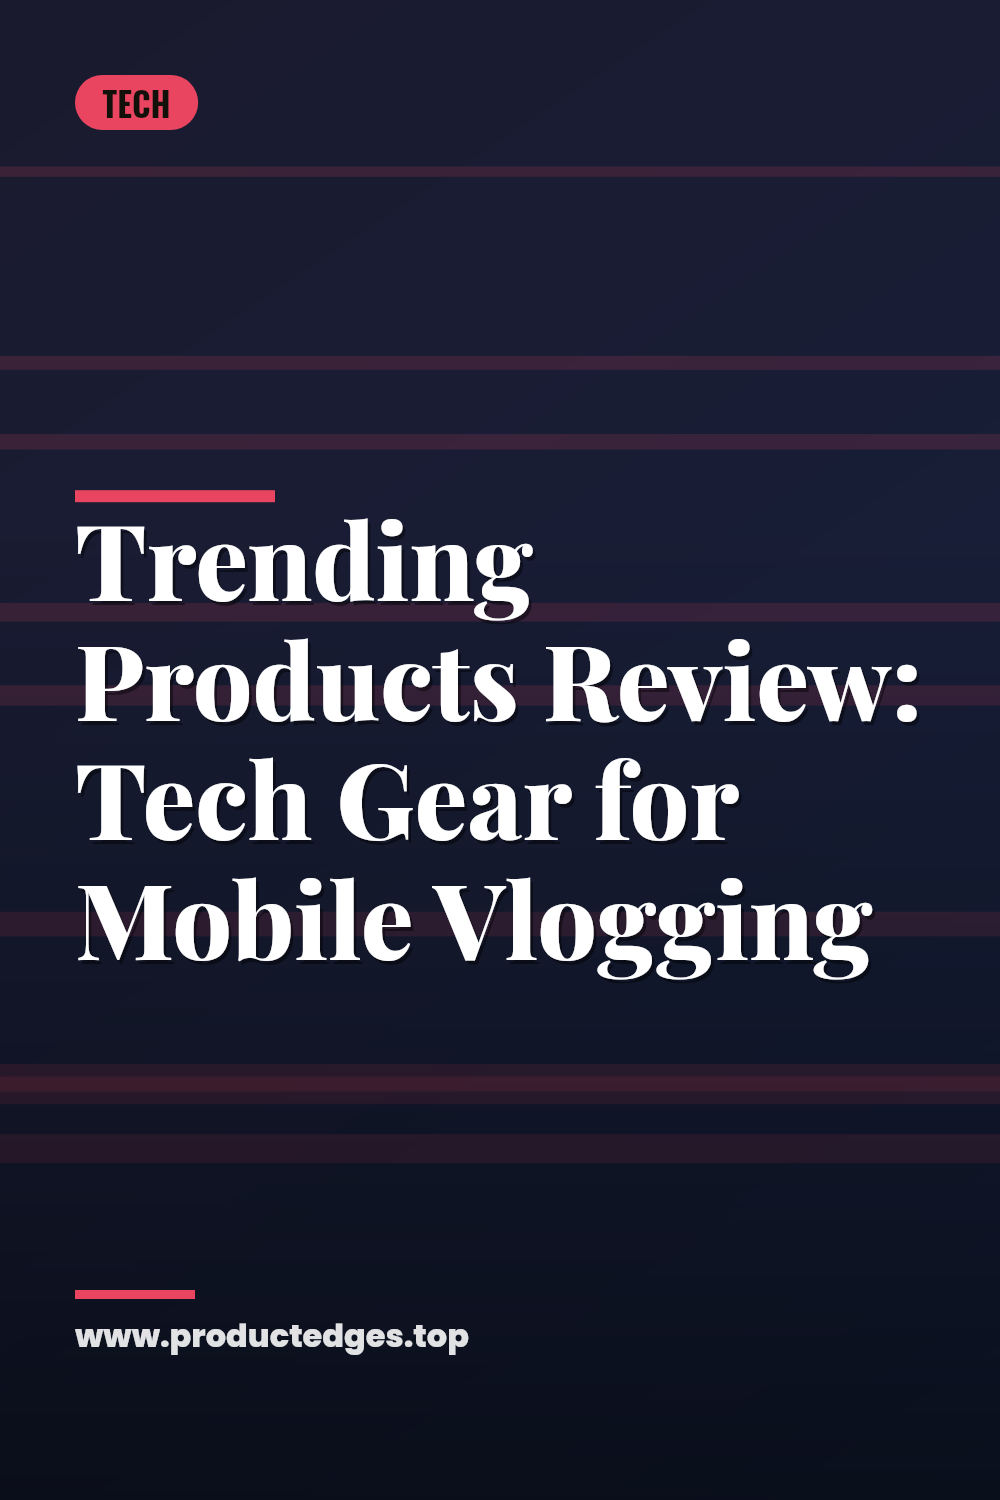 TECH
Trending
Products Review:
Tech Gear for
Mobile Vlogging
www.productedges.top